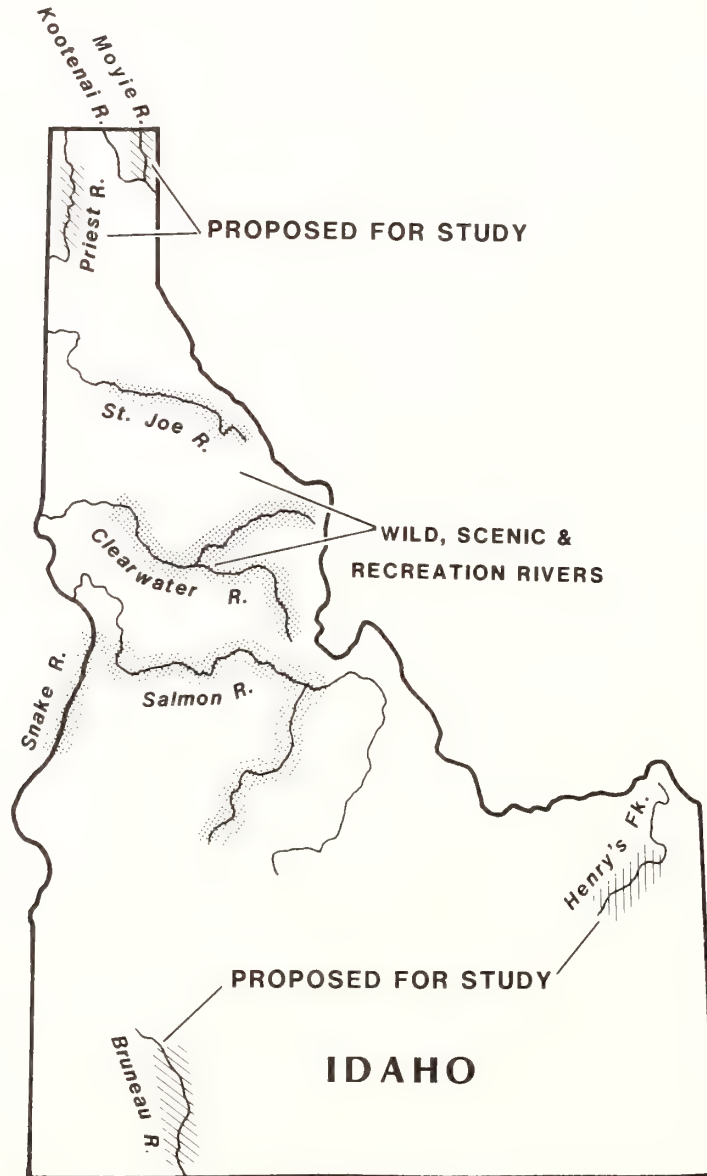 Kootenai R.
Moyie R.
Priest R.
PROPOSED FOR STUDY
St. Joe R.
WILD, SCENIC &
RECREATION RIVERS
Clearwater R.
Snake R.
Salmon R.
Henry's Fk.
PROPOSED FOR STUDY
Bruneau R.
IDAHO